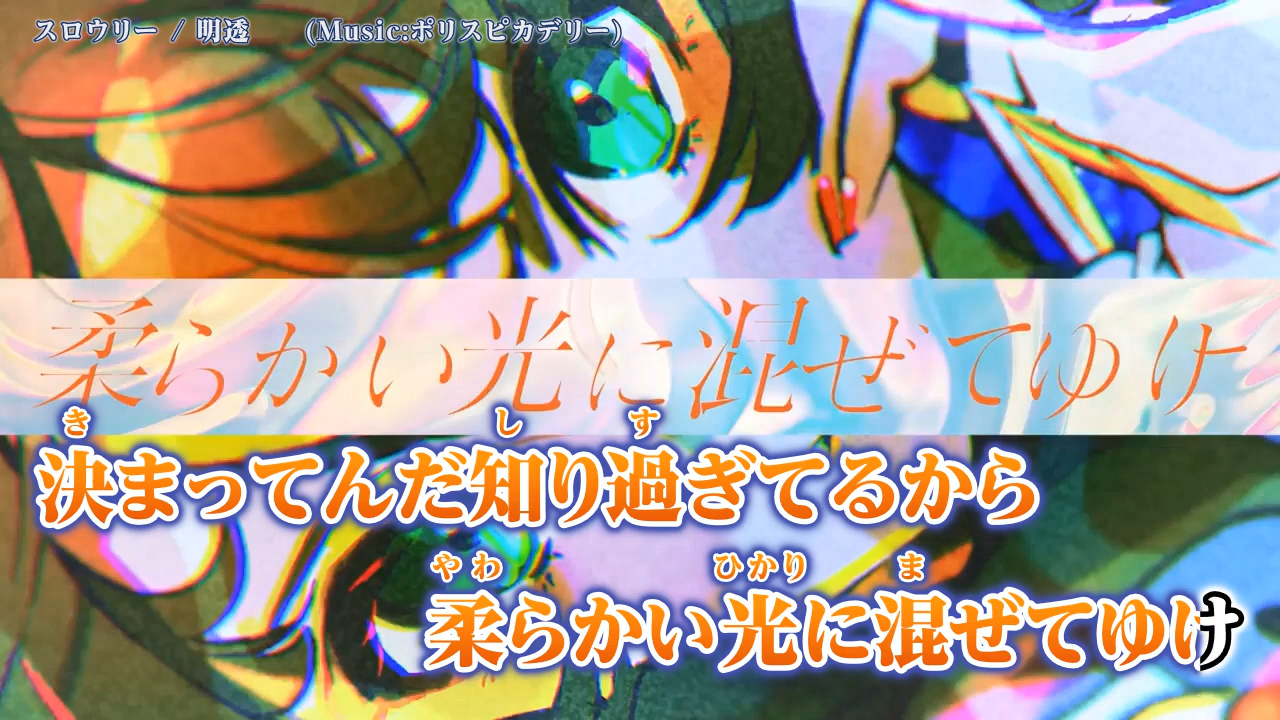 スロウリー / 明透　　(Music:ポリスピカデリー)
柔らかい光に混ぜてゆけ
き　し　す
決まってんだ知り過ぎてるから
やわ　ひかり　ま
柔らかい光に混ぜてゆけ